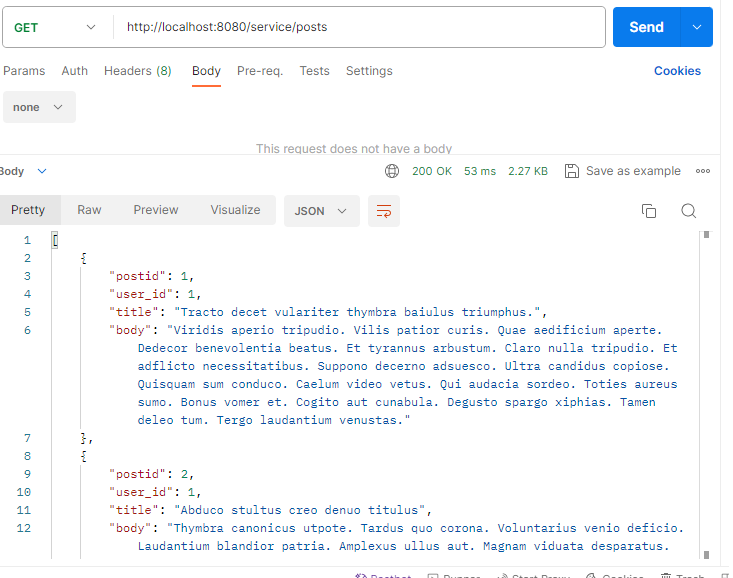 GET http://localhost:8080/service/posts Send
Params Auth Headers (8) Body Pre-req. Tests Settings Cookies
none
This request does not have a body
Body 200 OK 53 ms 2.27 KB Save as example
Pretty Raw Preview Visualize JSON
1 [
2 {
3 "postid": 1,
4 "user_id": 1,
5 "title": "Tracto decet vulariter thymbra baiulus triumphus.",
6 "body": "Viridis aperio tripudio. Vilis patior curis. Quae aedificium aperte.
Dedecor benevolentia beatus. Et tyrannus arbustum. Claro nulla tripudio. Et
adflicto necessitatibus. Suppono decerno adsuesco. Ultra candidus copiose.
Quisquam sum conduco. Caelum video vetus. Qui audacia sordeo. Toties aureus
sumo. Bonus vomer et. Cogito aut cunabula. Degusto spargo xiphias. Tamen
deleo tum. Tergo laudantium venustas."
7 },
8 {
9 "postid": 2,
10 "user_id": 1,
11 "title": "Abduco stultus creo denuo titulus",
12 "body": "Thymbra canonicus utpote. Tardus quo corona. Voluntarius venio deficio.
Laudantium blandior patria. Amplexus ullus aut. Magnam viduata desparatus.
Postbot Runner Start Proxy Cookies Trash